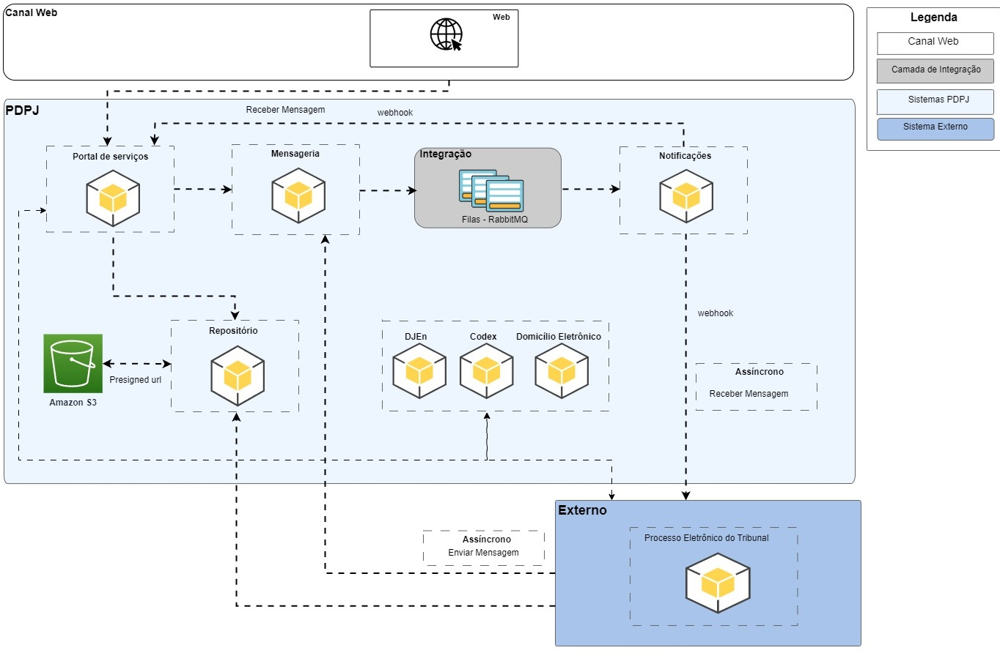 Canal Web
Web
Legenda
Canal Web
Camada de Integração
Sistemas PDPJ
Sistema Externo
PDPJ
Receber Mensagem
webhook
Portal de serviços
Mensageria
Integração
Filas - RabbitMQ
Notificações
webhook
Repositório
Presigned url
Amazon S3
DJEn
Codex
Domicílio Eletrônico
Assíncrono
Receber Mensagem
Externo
Assíncrono
Enviar Mensagem
Processo Eletrônico do Tribunal